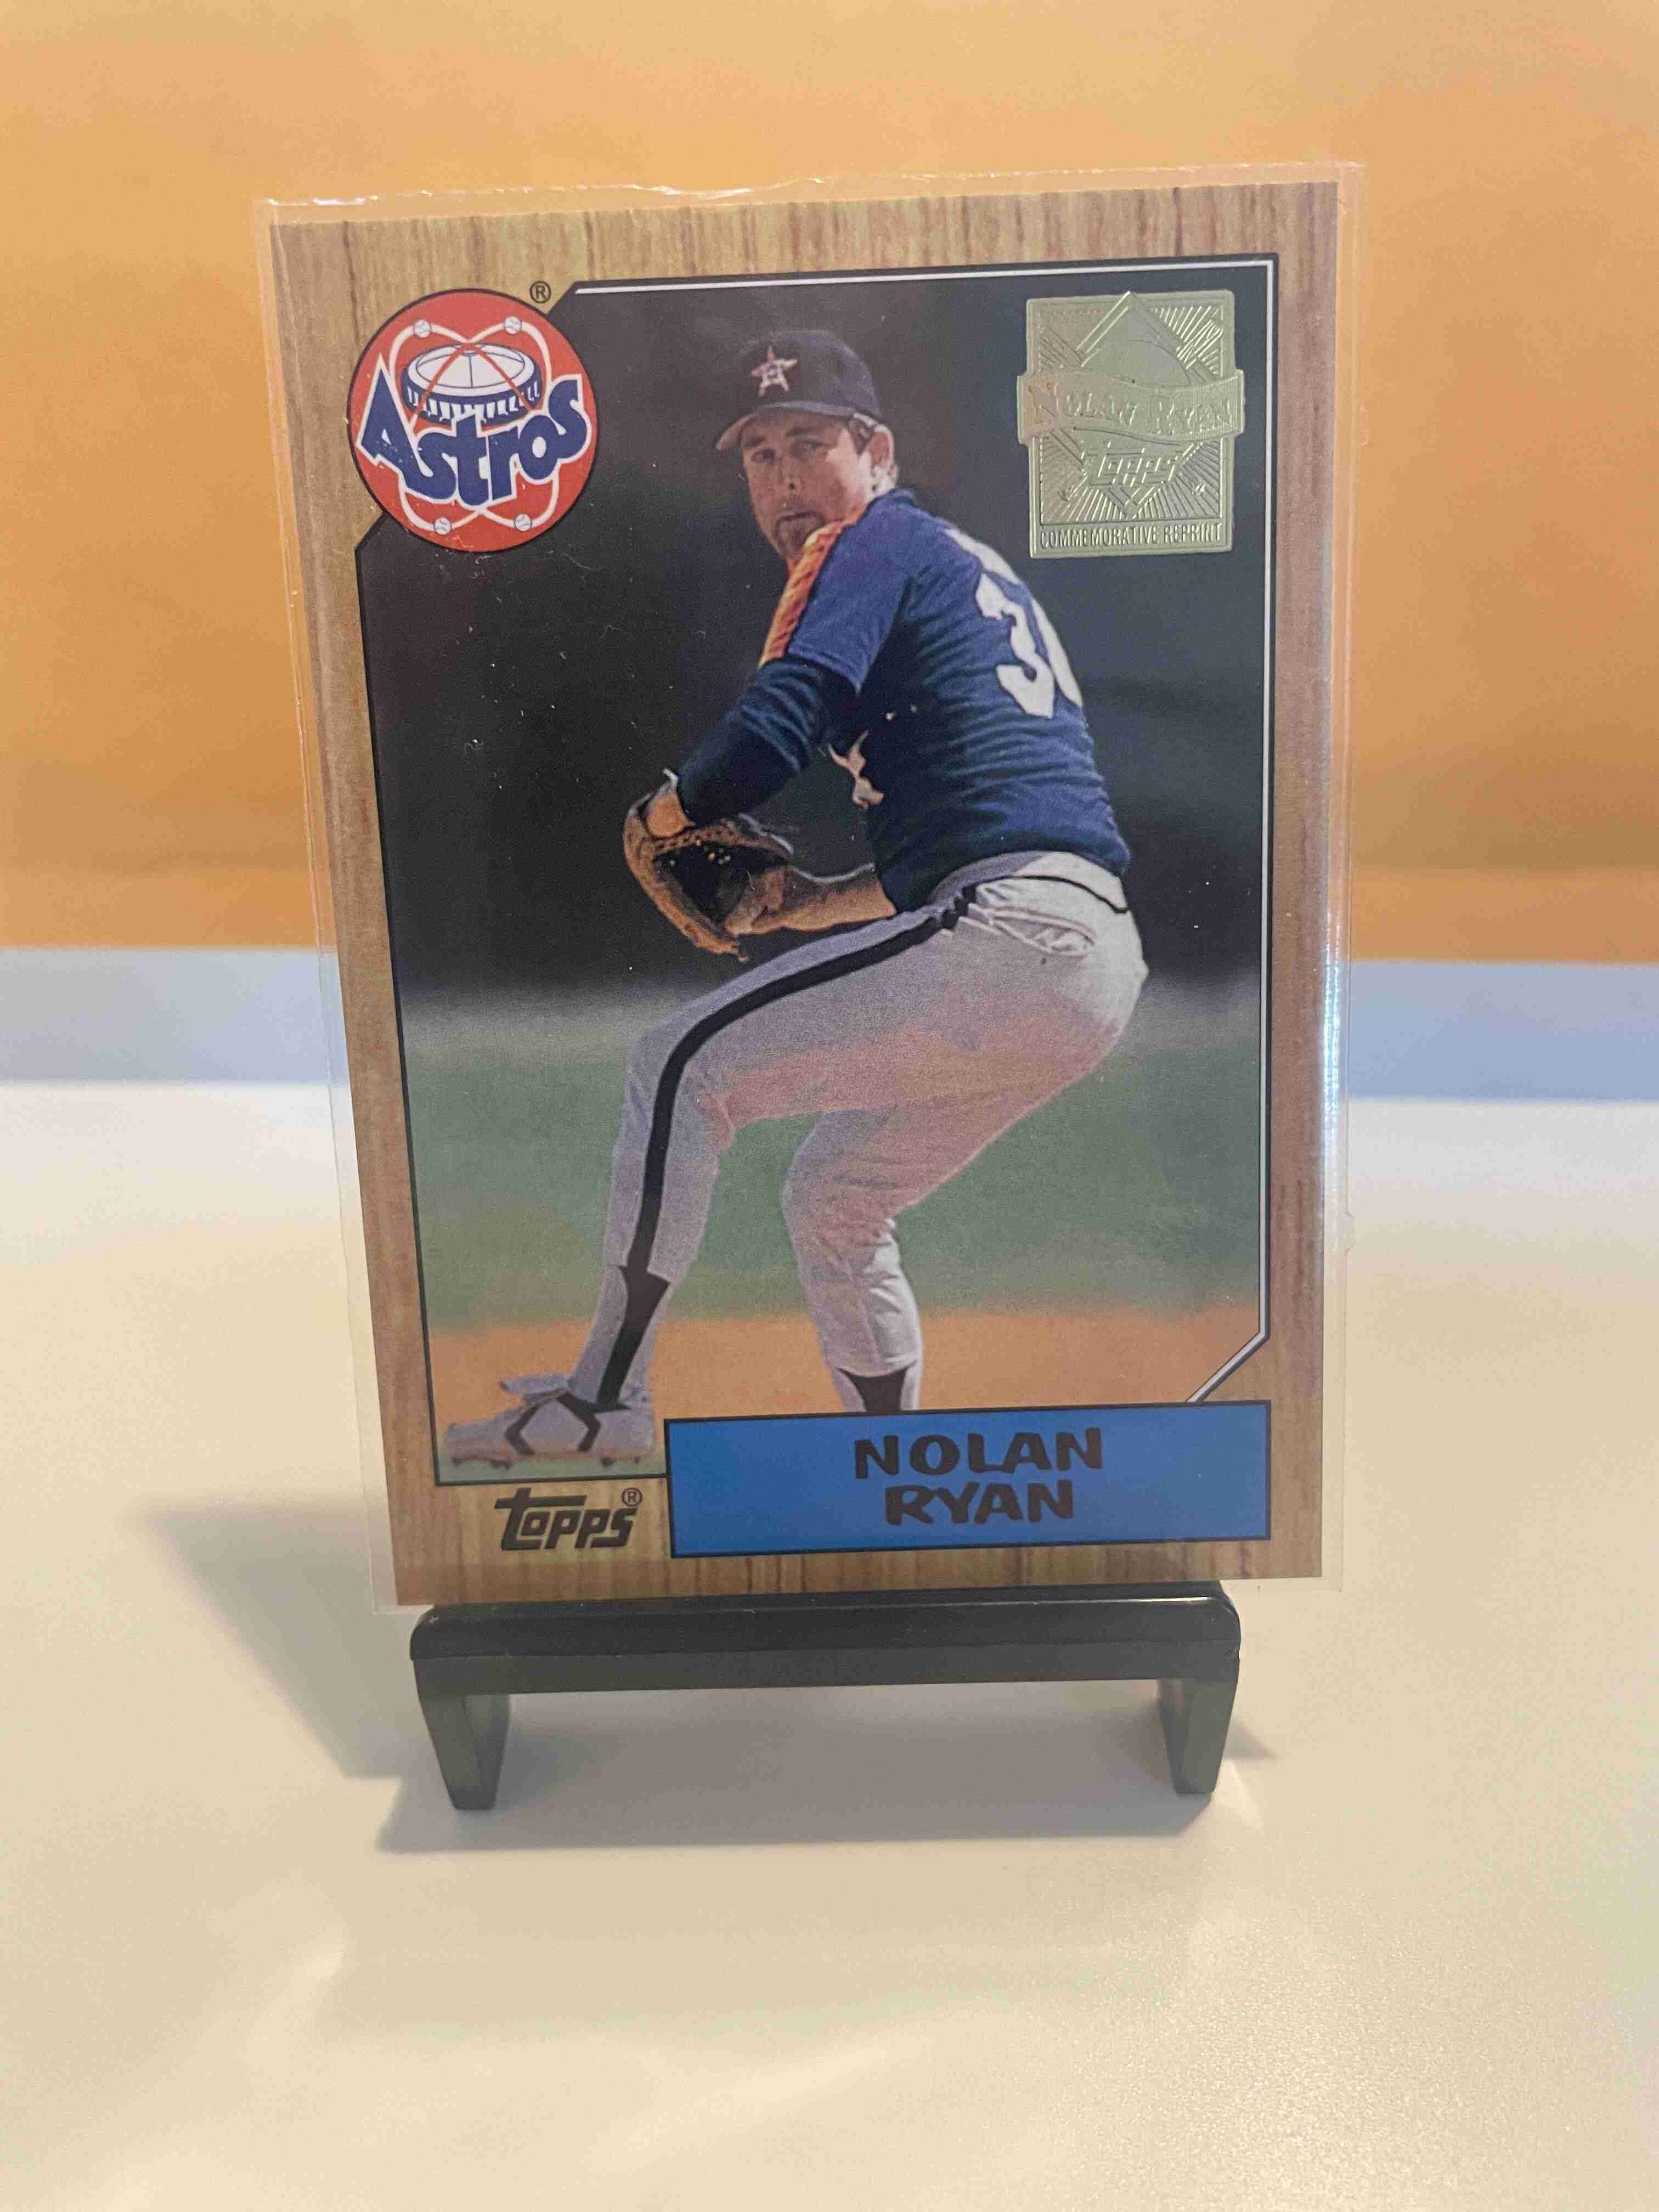 ®
Astros
NOLAN RYAN
TOPPS
COMMEMORATIVE REPRINT
topps®
NOLAN
RYAN